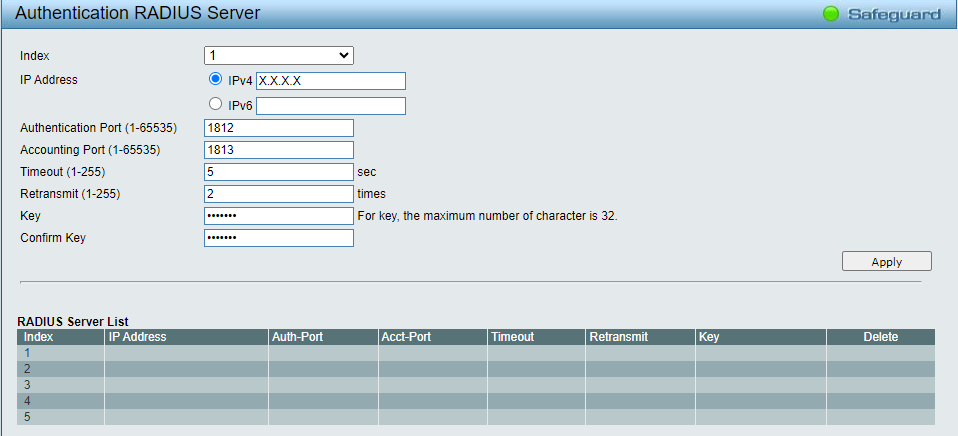 Authentication RADIUS Server
Safeguard
Index 1
IP Address IPv4 X.X.X.X
IPv6
Authentication Port (1-65535) 1812
Accounting Port (1-65535) 1813
Timeout (1-255) 5 sec
Retransmit (1-255) 2 times
Key ••••••• For key, the maximum number of character is 32.
Confirm Key •••••••
Apply
RADIUS Server List
Index IP Address Auth-Port Acct-Port Timeout Retransmit Key Delete
1
2
3
4
5